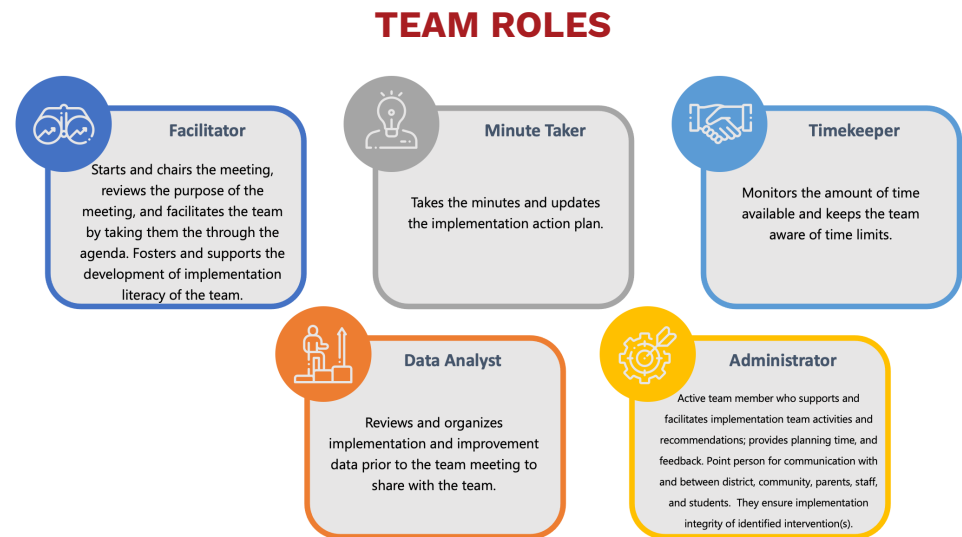 TEAM ROLES
Facilitator
Starts and chairs the meeting,
reviews the purpose of the
meeting, and facilitates the team
by taking them the through the
agenda. Fosters and supports the
development of implementation
literacy of the team.
Minute Taker
Takes the minutes and updates
the implementation action plan.
Timekeeper
Monitors the amount of time
available and keeps the team
aware of time limits.
Data Analyst
Reviews and organizes
implementation and improvement
data prior to the team meeting to
share with the team.
Administrator
Active team member who supports and
facilitates implementation team activities and
recommendations; provides planning time, and
feedback. Point person for communication with
and between district, community, parents, staff,
and students.  They ensure implementation
integrity of identified intervention(s).